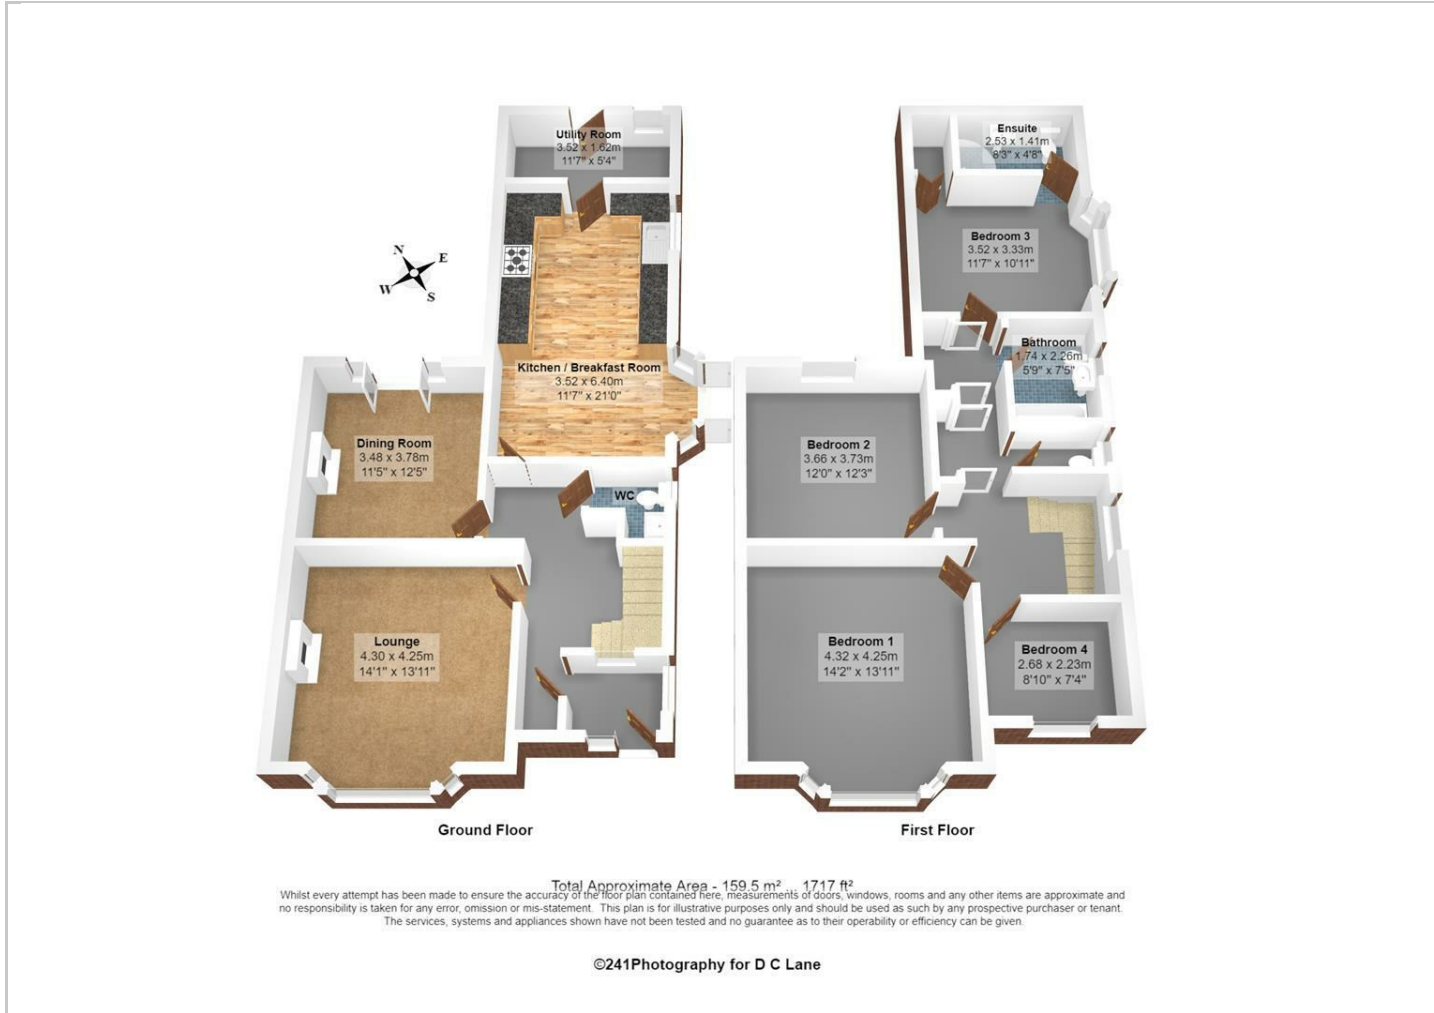 Utility Room
3.52 x 1.62m
11'7" x 5'4"
N
E
W
S
Kitchen / Breakfast Room
3.52 x 6.40m
11'7" x 21'0"
Dining Room
3.48 x 3.78m
11'5" x 12'5"
WC
Lounge
4.30 x 4.25m
14'1" x 13'11"
Ground Floor
Ensuite
2.53 x 1.41m
8'3" x 4'8"
Bedroom 3
3.52 x 3.33m
11'7" x 10'11"
Bathroom
1.74 x 2.26m
5'9" x 7'5"
Bedroom 2
3.66 x 3.73m
12'0" x 12'3"
Bedroom 1
4.32 x 4.25m
14'2" x 13'11"
Bedroom 4
2.68 x 2.23m
8'10" x 7'4"
First Floor
Total Approximate Area - 159.5 m² ... 1717 ft²
Whilst every attempt has been made to ensure the accuracy of the floor plan contained here, measurements of doors, windows, rooms and any other items are approximate and
no responsibility is taken for any error, omission or mis-statement. This plan is for illustrative purposes only and should be used as such by any prospective purchaser or tenant.
The services, systems and appliances shown have not been tested and no guarantee as to their operability or efficiency can be given.
©241Photography for D C Lane